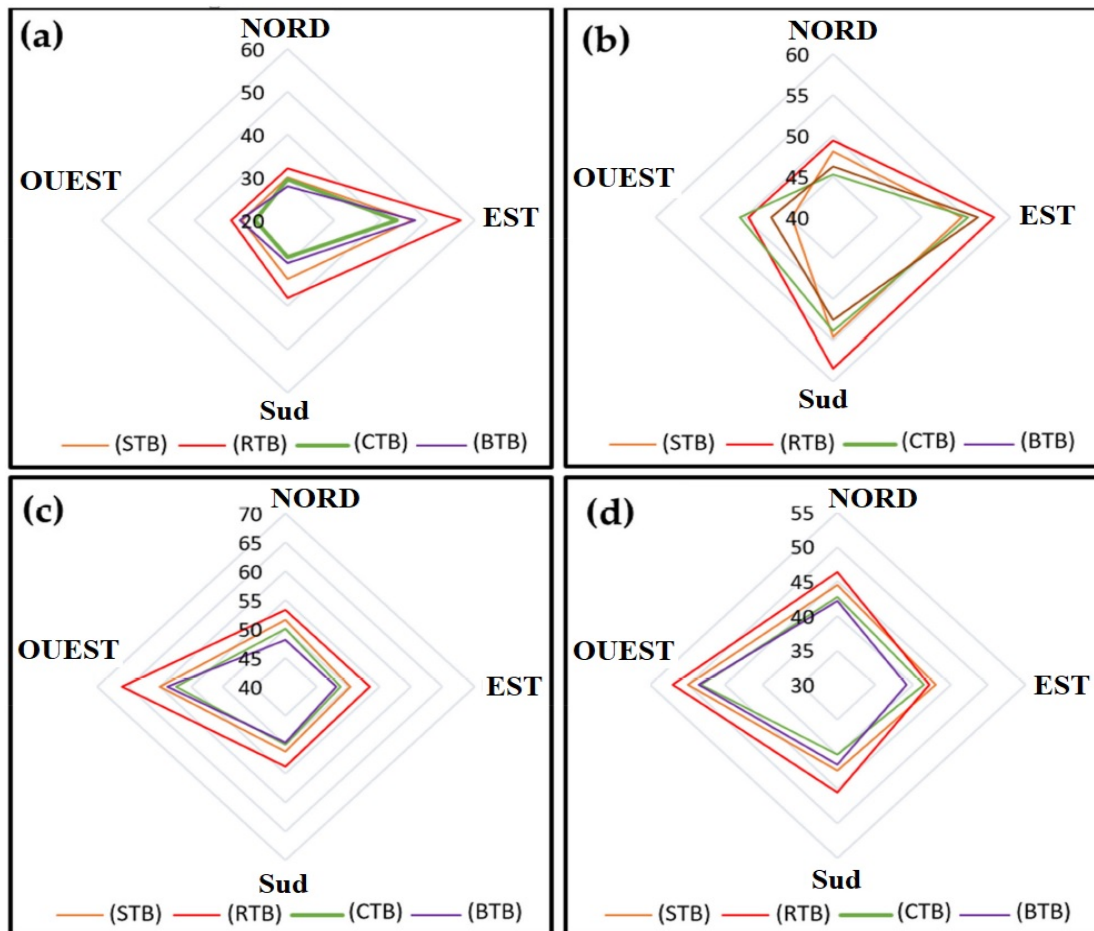 (a)
NORD
60
50
40
30
20
OUEST
EST
Sud
(STB) (RTB) (CTB) (BTB)
(b)
NORD
60
55
50
45
40
OUEST
EST
Sud
(STB) (RTB) (CTB) (BTB)
(c)
NORD
70
65
60
55
50
45
40
OUEST
EST
Sud
(STB) (RTB) (CTB) (BTB)
(d)
NORD
55
50
45
40
35
30
OUEST
EST
Sud
(STB) (RTB) (CTB) (BTB)